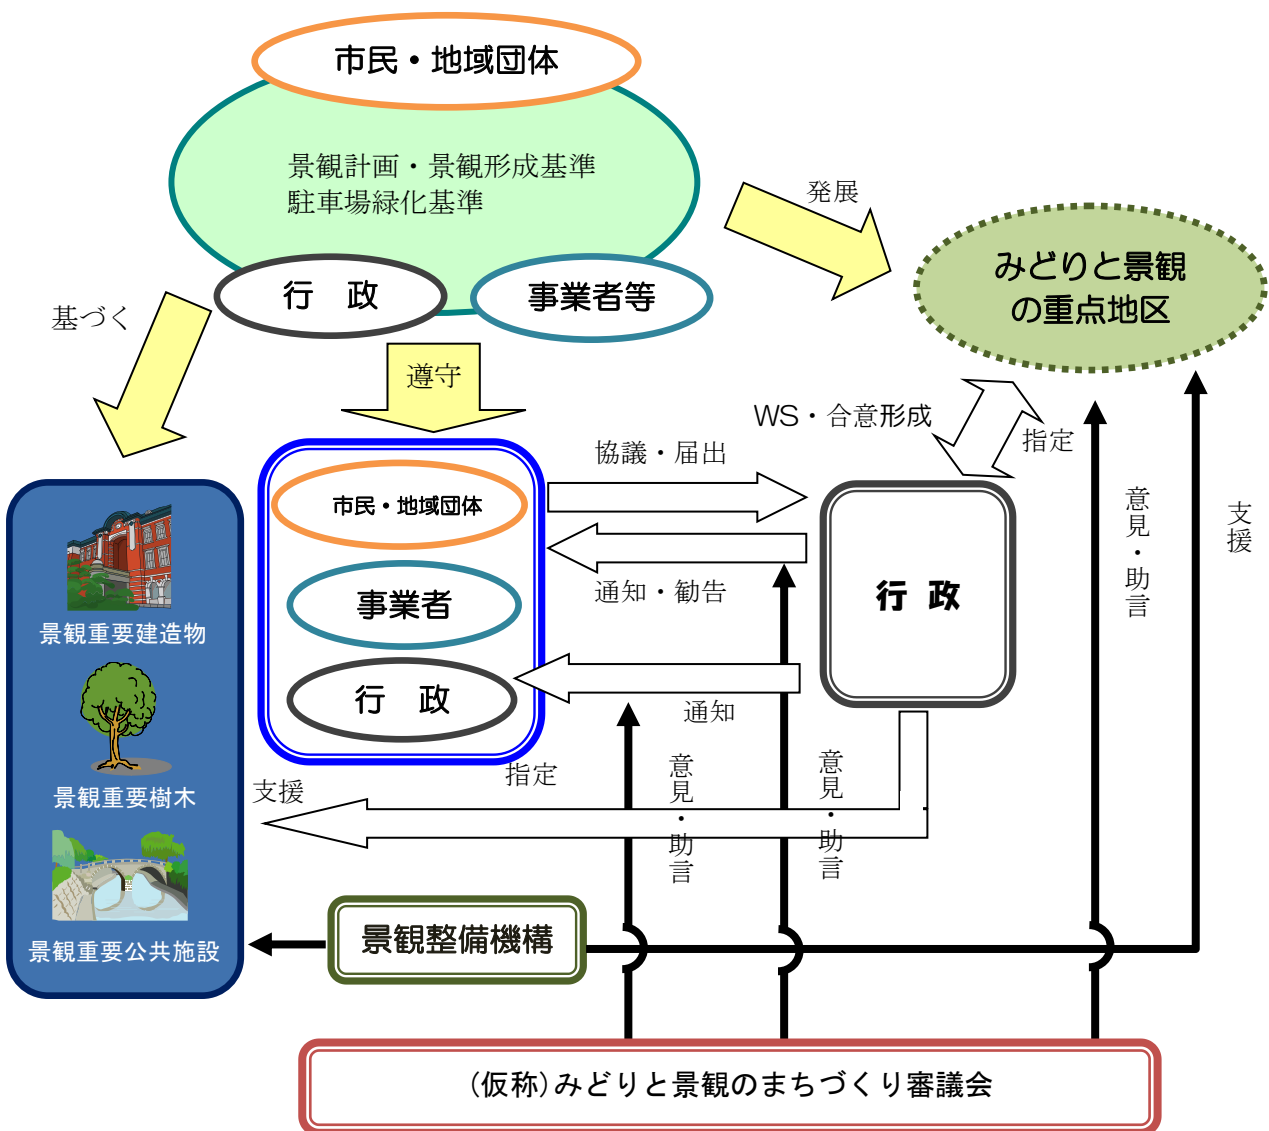 市民・地域団体
景観計画・景観形成基準
駐車場緑化基準
行　政
事業者等
発展
みどりと景観
の重点地区
基づく
遵守
WS・合意形成
指定
協議・届出
市民・地域団体
通知・勧告
事業者
行　政
行 政
通知
意見・助言
支援
景観重要建造物
景観重要樹木
景観重要公共施設
指定
支援
意見・助言
意見・助言
景観整備機構
(仮称)みどりと景観のまちづくり審議会